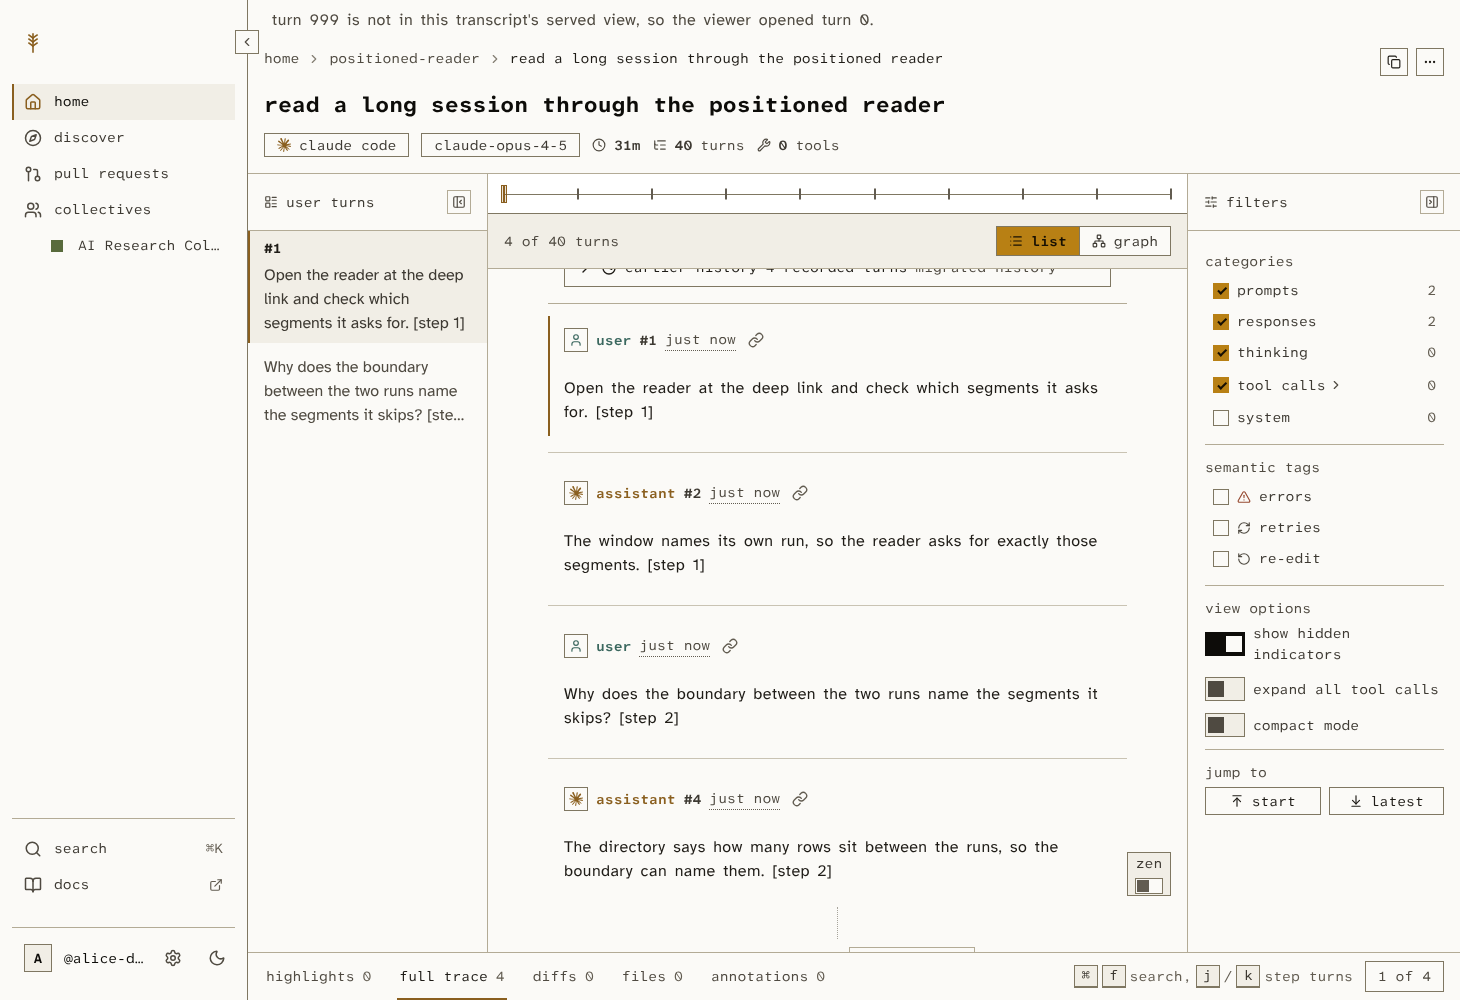 turn 999 is not in this transcript's served view, so the viewer opened turn 0.
home > positioned-reader > read a long session through the positioned reader
read a long session through the positioned reader
claude code claude-opus-4-5 31m 40 turns 0 tools
home
discover
pull requests
collectives
AI Research Col…
search ⌘K
docs
A @alice-d…
user turns
#1
Open the reader at the deep
link and check which
segments it asks for. [step 1]
Why does the boundary
between the two runs name
the segments it skips? [ste…
4 of 40 turns
list graph
earlier history 4 recorded turns migrated history
user #1 just now
Open the reader at the deep link and check which segments it asks
for. [step 1]
assistant #2 just now
The window names its own run, so the reader asks for exactly those
segments. [step 1]
user just now
Why does the boundary between the two runs name the segments it
skips? [step 2]
assistant #4 just now
The directory says how many rows sit between the runs, so the
boundary can name them. [step 2]
zen
filters
categories
prompts 2
responses 2
thinking 0
tool calls > 0
system 0
semantic tags
errors
retries
re-edit
view options
show hidden
indicators
expand all tool calls
compact mode
jump to
start latest
highlights 0 full trace 4 diffs 0 files 0 annotations 0
⌘ f search, j / k step turns 1 of 4